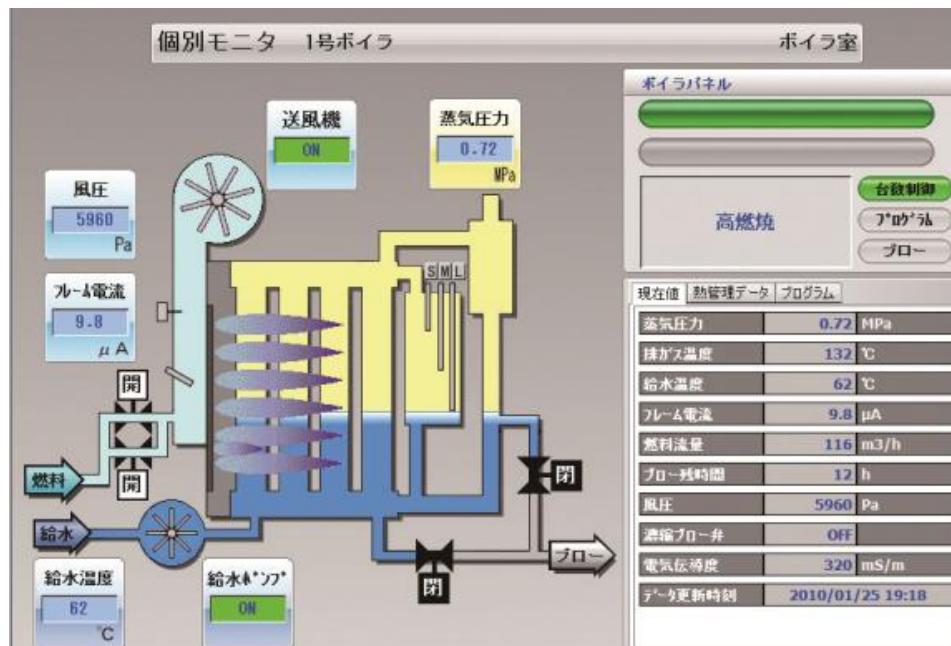 個別モニタ 1号ボイラ ボイラ室
送風機
ON
蒸気圧力
0.72
MPa
風圧
5960
Pa
フレーム電流
9.8
μA
S M L
開
開
燃料
給水
閉
閉
ブロー
給水温度
62
℃
給水ポンプ
ON
ボイラパネル
高燃焼
台数制御
プログラム
ブロー
現在値 熱管理データ プログラム
蒸気圧力 0.72 MPa
排ガス温度 132 ℃
給水温度 62 ℃
フレーム電流 9.8 μA
燃料流量 116 m3/h
ブロー残時間 12 h
風圧 5960 Pa
濃縮ブロー弁 OFF
電気伝導度 320 mS/m
データ更新時刻 2010/01/25 19:18